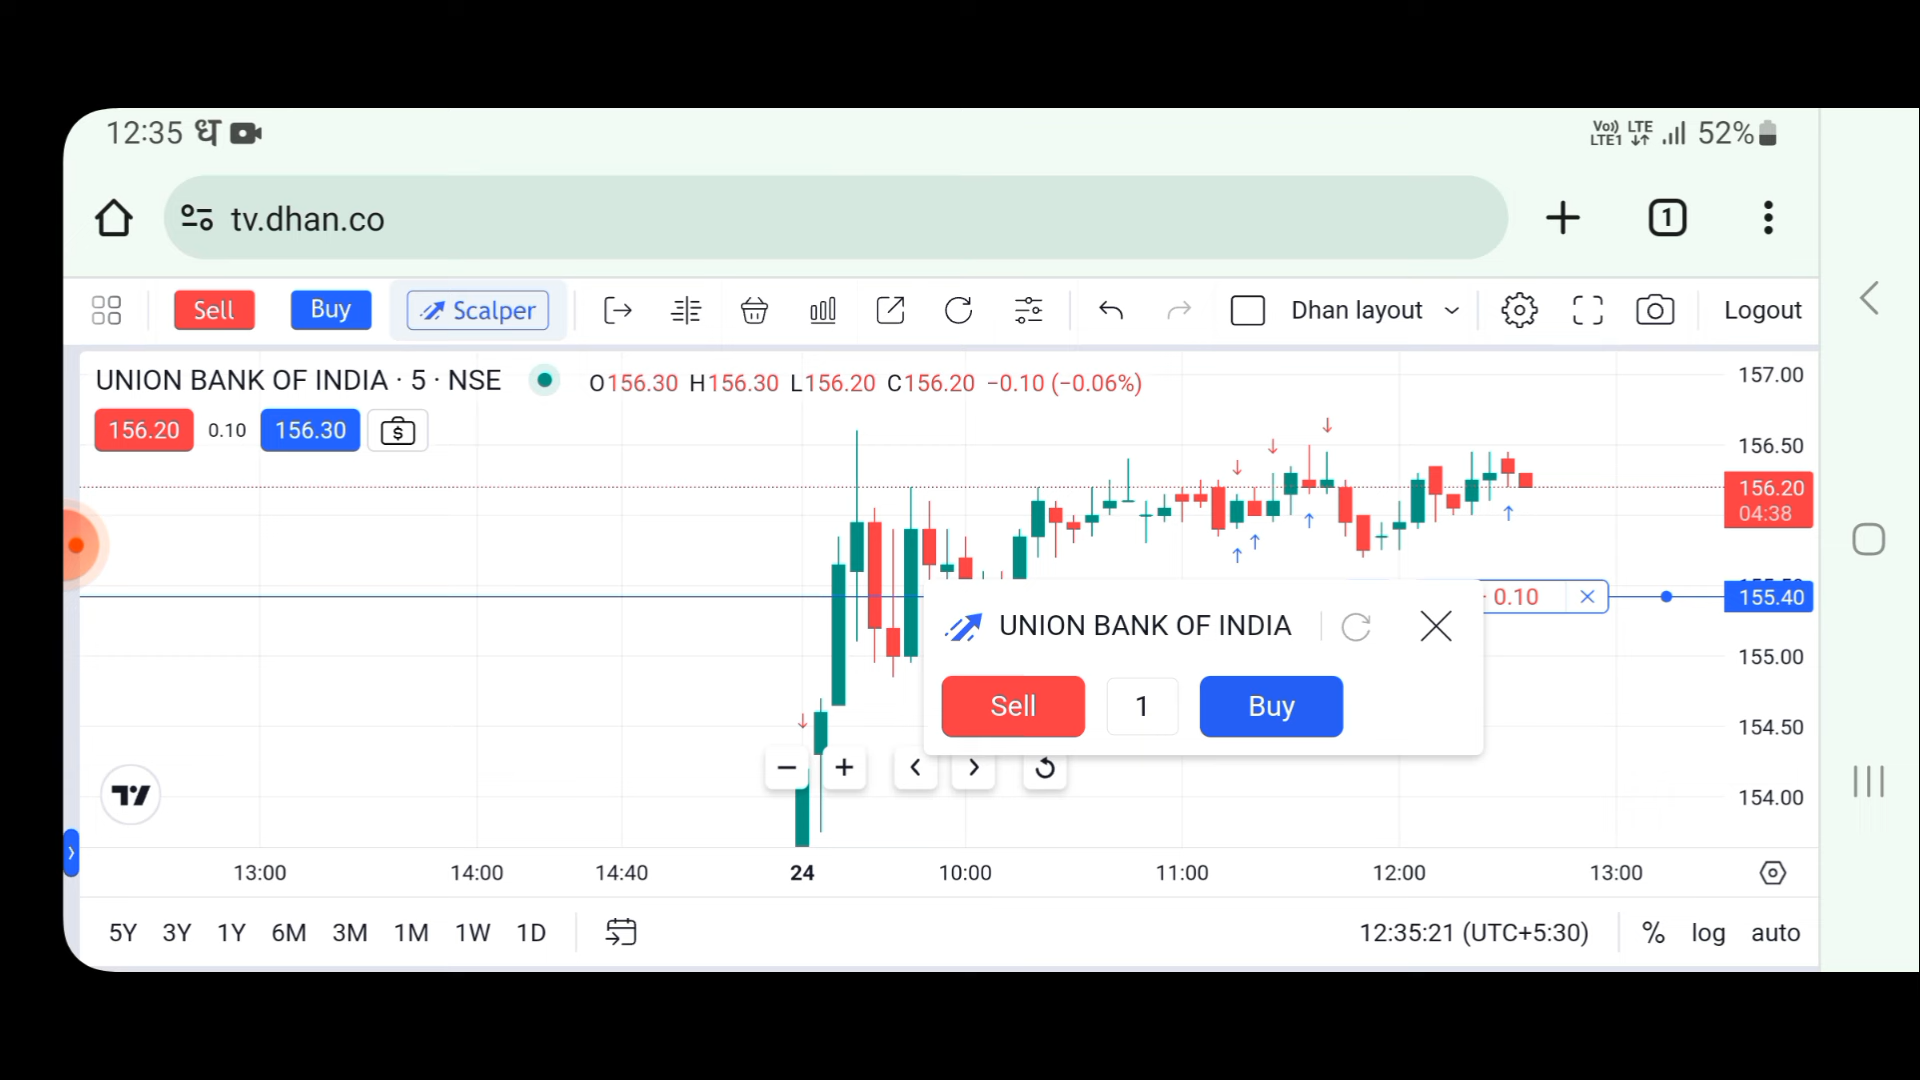 12:35 ध
Vo)) LTE
LTE1
52%
tv.dhan.co
1
Sell
Buy
Scalper
Dhan layout
Logout
UNION BANK OF INDIA · 5 · NSE
O156.30 H156.30 L156.20 C156.20 −0.10 (−0.06%)
156.20
0.10
156.30
$
157.00
156.50
156.20
04:38
- 0.10
155.40
155.00
154.50
154.00
UNION BANK OF INDIA
Sell
1
Buy
13:00
14:00
14:40
24
10:00
11:00
12:00
13:00
5Y 3Y 1Y 6M 3M 1M 1W 1D
12:35:21 (UTC+5:30)
% log auto